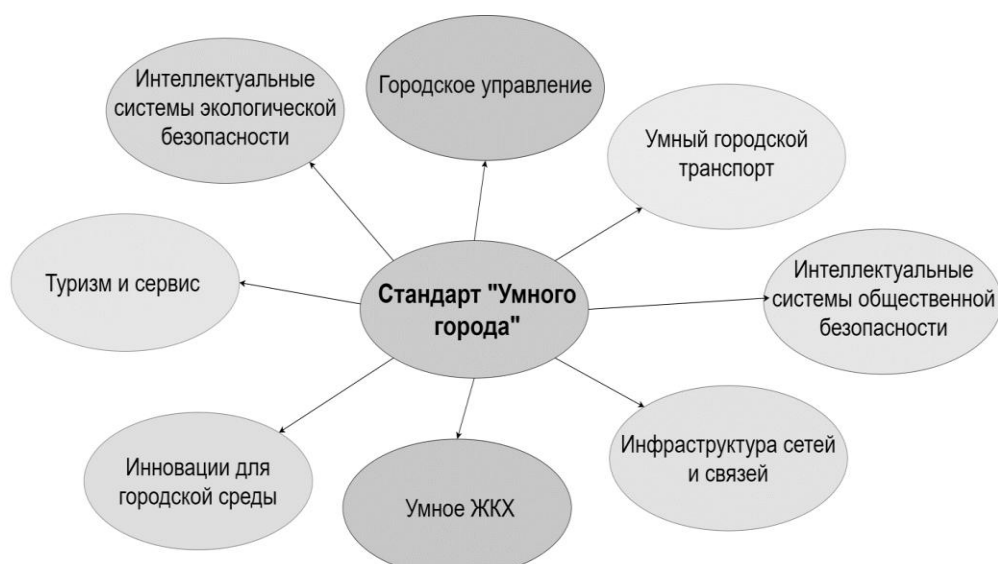 Интеллектуальные
системы экологической
безопасности
Городское управление
Умный городской
транспорт
Туризм и сервис
Стандарт "Умного
города"
Интеллектуальные
системы общественной
безопасности
Инновации для
городской среды
Умное ЖКХ
Инфраструктура сетей
и связей